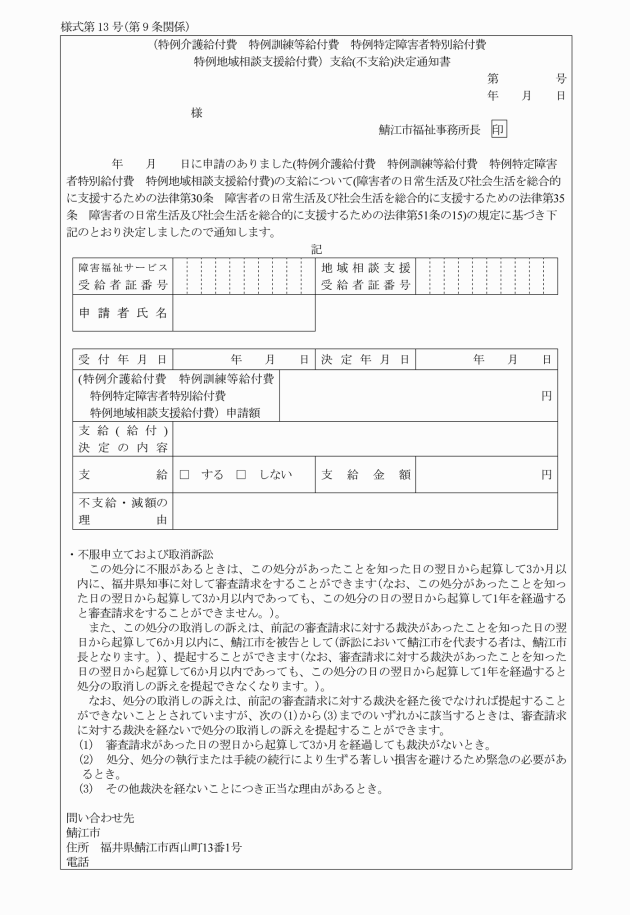 様式第13号(第9条関係)
(特例介護給付費　特例訓練等給付費　特例特定障害者特別給付費
特例地域相談支援給付費) 支給(不支給)決定通知書
第　　　　　号
年　　月　　日
様
鯖江市福祉事務所長　印
年　　月　　日に申請のありました(特例介護給付費　特例訓練等給付費　特例特定障害
者特別給付費　特例地域相談支援給付費)の支給について(障害者の日常生活及び社会生活を総合的
に支援するための法律第30条　障害者の日常生活及び社会生活を総合的に支援するための法律第35
条　障害者の日常生活及び社会生活を総合的に支援するための法律第51条の15)の規定に基づき下
記のとおり決定しましたので通知します。
記
障害福祉サービス
受給者証番号
地域相談支援
受給者証番号
申請者氏名
受付年月日　　年　　月　　日　決定年月日　　年　　月　　日
(特例介護給付費　特例訓練等給付費
特例特定障害者特別給付費
特例地域相談支援給付費) 申請額
円
支給(給付)
決定の内容
支給　□　する　□　しない　支給金額　円
不支給・減額の
理由
・不服申立ておよび取消訴訟
この処分に不服があるときは、この処分があったことを知った日の翌日から起算して3か月以
内に、福井県知事に対して審査請求をすることができます(なお、この処分があったことを知っ
た日の翌日から起算して3か月以内であっても、この処分の日の翌日から起算して1年を経過する
と審査請求をすることができません。)。
また、この処分の取消しの訴えは、前記の審査請求に対する裁決があったことを知った日の翌
日から起算して6か月以内に、鯖江市を被告として(訴訟において鯖江市を代表する者は、鯖江市
長となります。)、提起することができます(なお、審査請求に対する裁決があったことを知った
日の翌日から起算して6か月以内であっても、この処分の日の翌日から起算して1年を経過すると
処分の取消しの訴えを提起できなくなります。)。
なお、処分の取消しの訴えは、前記の審査請求に対する裁決を経た後でなければ提起すること
ができないこととされていますが、次の(1)から(3)までのいずれかに該当するときは、審査請求
に対する裁決を経ないで処分の取消しの訴えを提起することができます。
(1)　審査請求があった日の翌日から起算して3か月を経過しても裁決がないとき。
(2)　処分、処分の執行または手続の続行により生ずる著しい損害を避けるため緊急の必要があ
るとき。
(3)　その他裁決を経ないことにつき正当な理由があるとき。
問い合わせ先
鯖江市
住所　福井県鯖江市西山町13番1号
電話